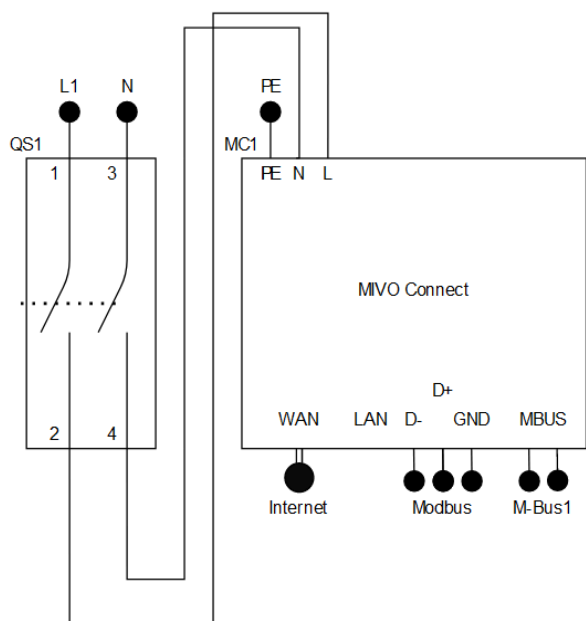 L1 N PE
QS1 MC1
1 3 PE N L
MIVO Connect
D+
WAN LAN D- GND MBUS
2 4
Internet Modbus M-Bus1